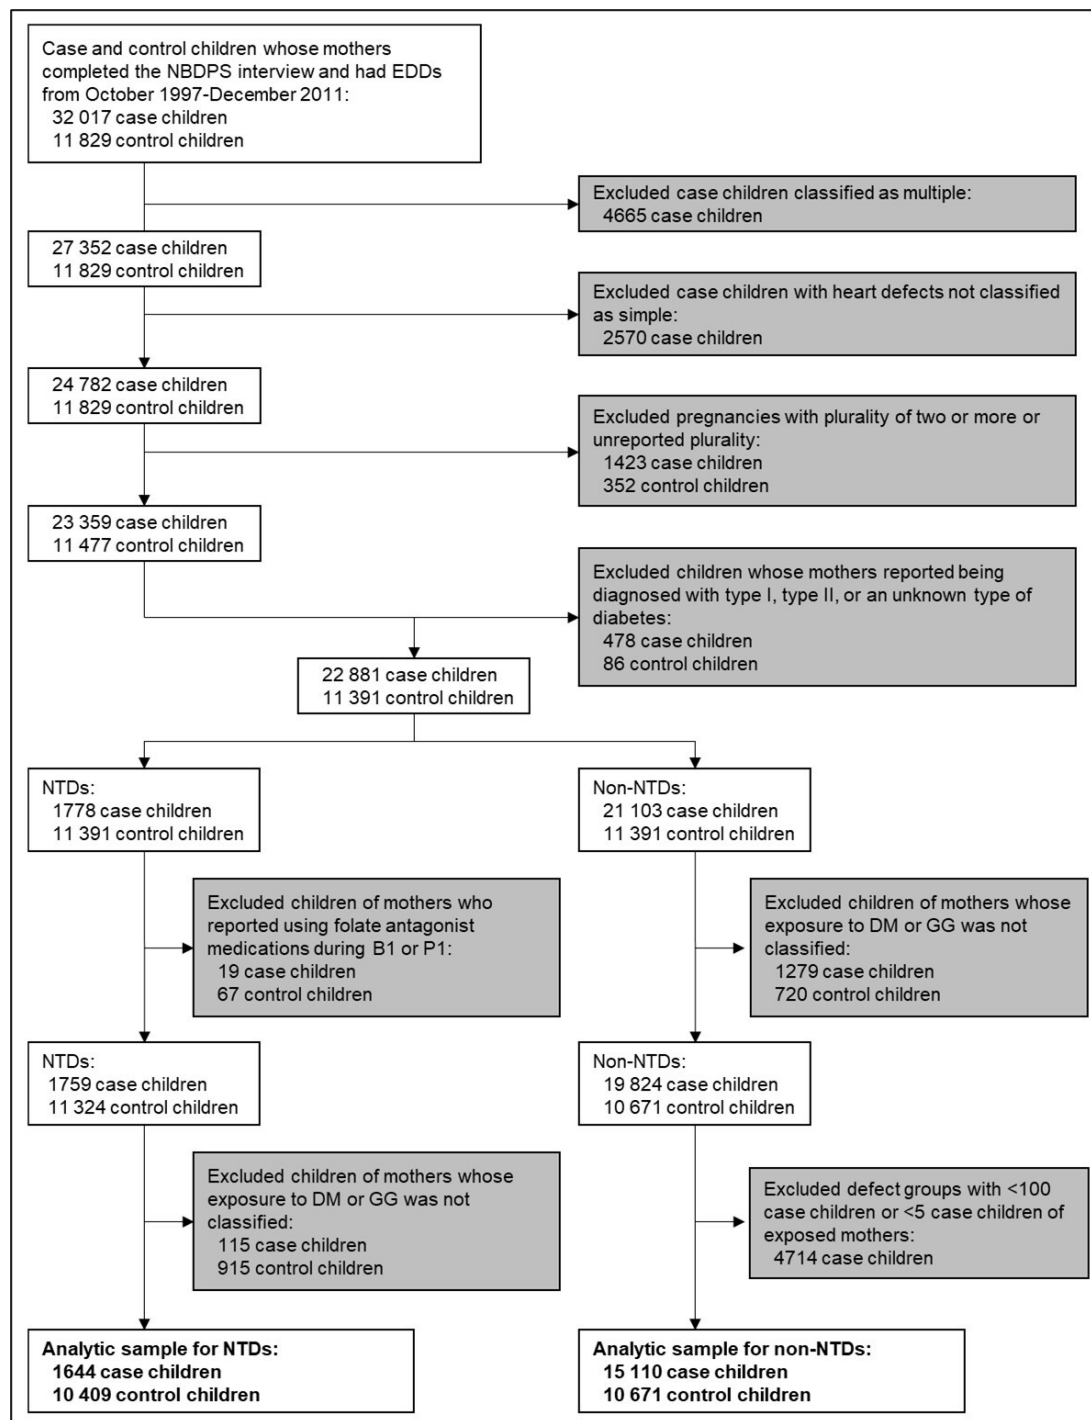 Case and control children whose mothers
completed the NBDPS interview and had EDDs
from October 1997-December 2011:
32 017 case children
11 829 control children
Excluded case children classified as multiple:
4665 case children
27 352 case children
11 829 control children
Excluded case children with heart defects not classified
as simple:
2570 case children
24 782 case children
11 829 control children
Excluded pregnancies with plurality of two or more or
unreported plurality:
1423 case children
352 control children
23 359 case children
11 477 control children
Excluded children whose mothers reported being
diagnosed with type I, type II, or an unknown type of
diabetes:
478 case children
86 control children
22 881 case children
11 391 control children
NTDs:
1778 case children
11 391 control children
Non-NTDs:
21 103 case children
11 391 control children
Excluded children of mothers who
reported using folate antagonist
medications during B1 or P1:
19 case children
67 control children
Excluded children of mothers whose
exposure to DM or GG was not
classified:
1279 case children
720 control children
NTDs:
1759 case children
11 324 control children
Non-NTDs:
19 824 case children
10 671 control children
Excluded children of mothers whose
exposure to DM or GG was not
classified:
115 case children
915 control children
Excluded defect groups with <100
case children or <5 case children of
exposed mothers:
4714 case children
Analytic sample for NTDs:
1644 case children
10 409 control children
Analytic sample for non-NTDs:
15 110 case children
10 671 control children